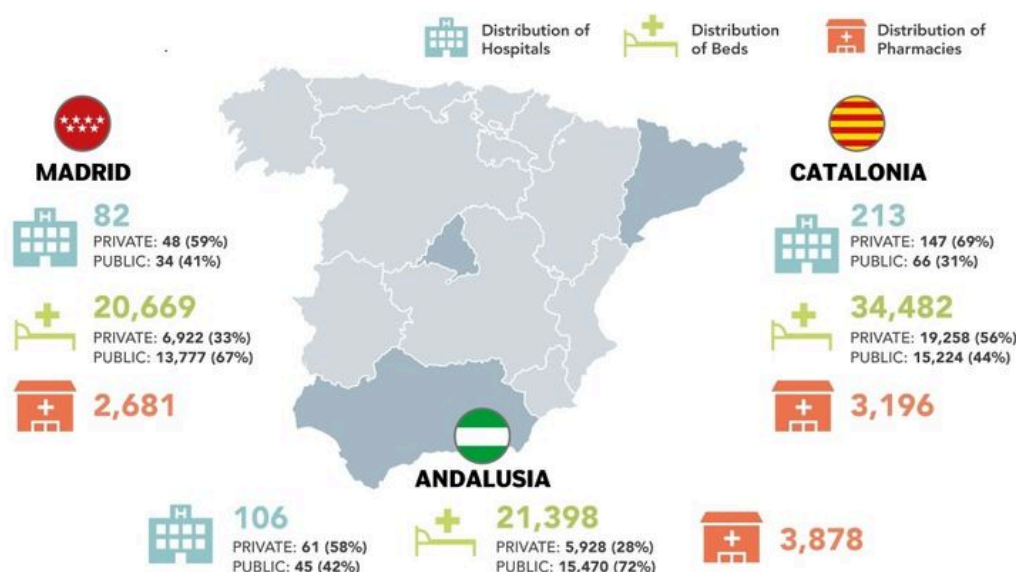 Distribution of
Hospitals
Distribution
of Beds
Distribution of
Pharmacies
MADRID
H
82
PRIVATE: 48 (59%)
PUBLIC: 34 (41%)
20,669
PRIVATE: 6,922 (33%)
PUBLIC: 13,777 (67%)
2,681
CATALONIA
H
213
PRIVATE: 147 (69%)
PUBLIC: 66 (31%)
34,482
PRIVATE: 19,258 (56%)
PUBLIC: 15,224 (44%)
3,196
ANDALUSIA
H
106
PRIVATE: 61 (58%)
PUBLIC: 45 (42%)
21,398
PRIVATE: 5,928 (28%)
PUBLIC: 15,470 (72%)
3,878